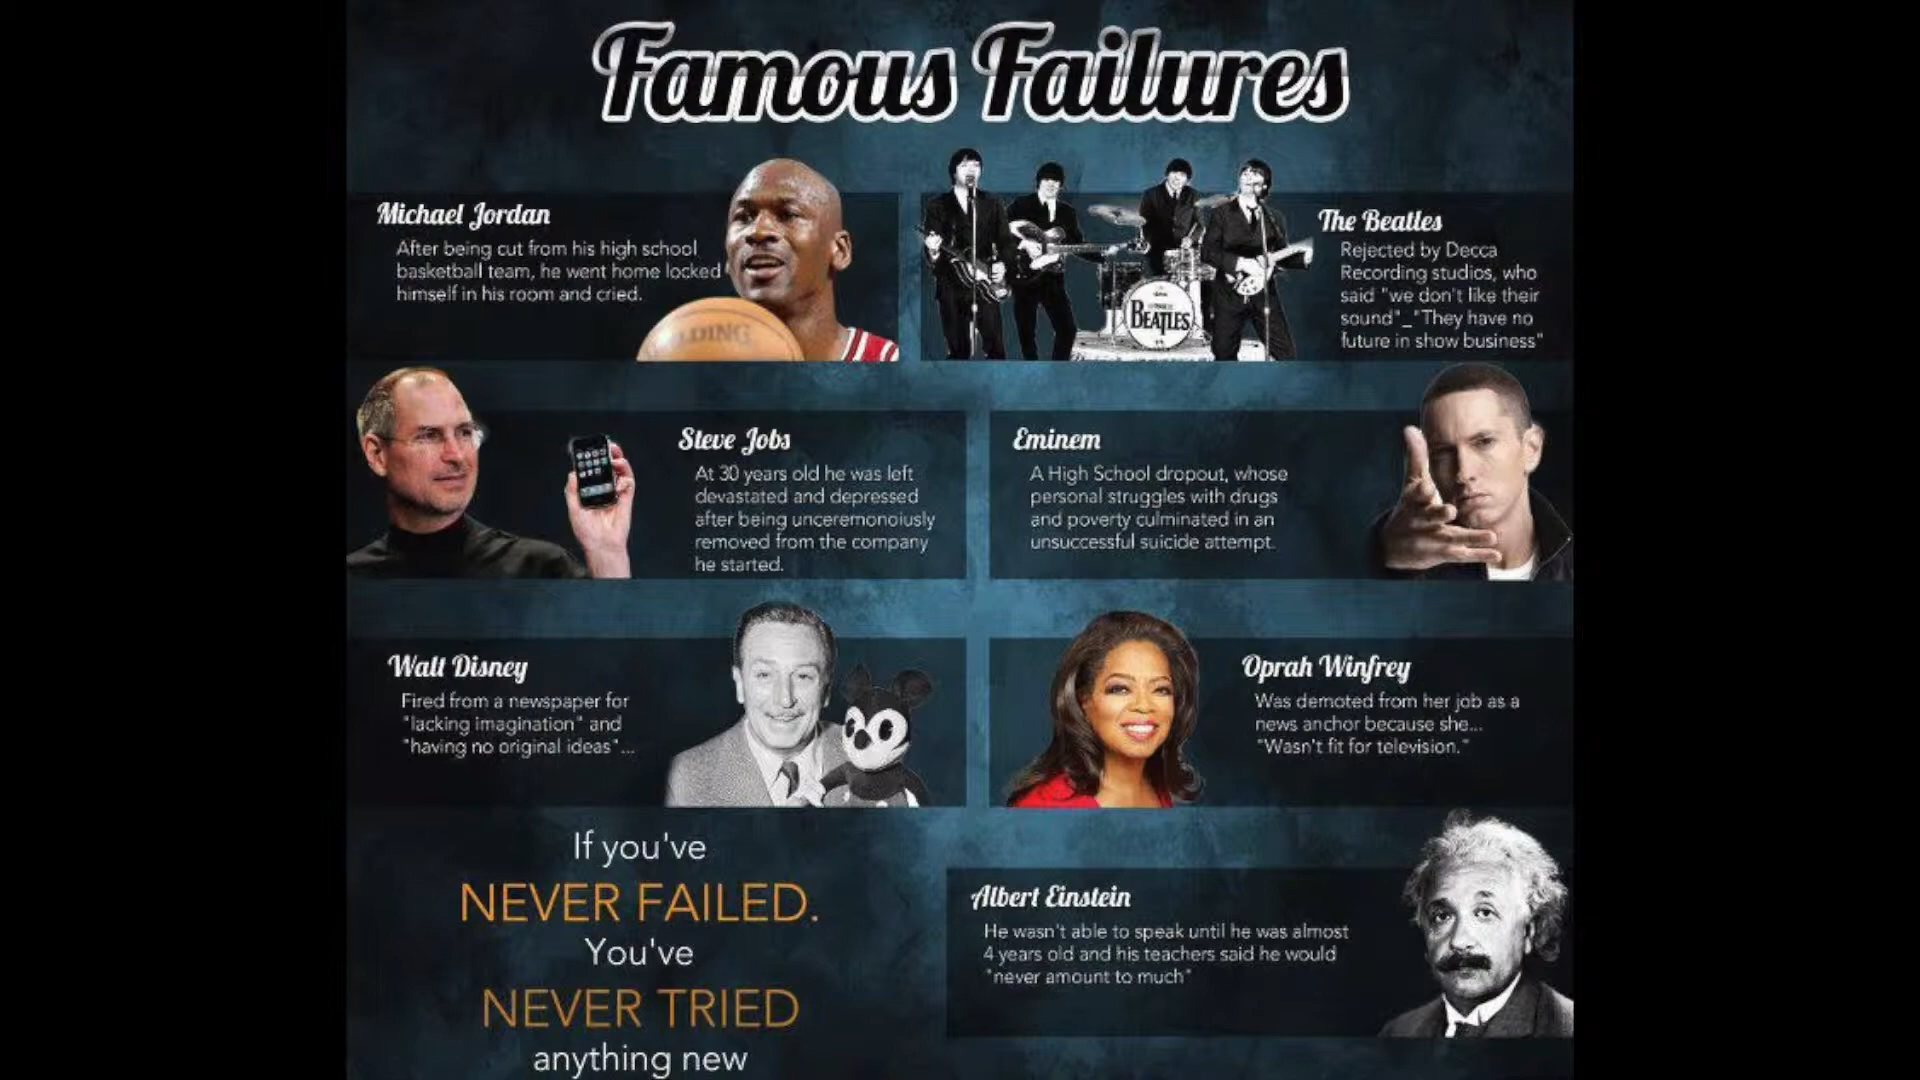 Famous Failures
Michael Jordan
After being cut from his high school
basketball team, he went home locked
himself in his room and cried.
LDING
The Beatles
Rejected by Decca
Recording studios, who
said "we don't like their
sound"_"They have no
future in show business"
BEATLES
Steve Jobs
At 30 years old he was left
devastated and depressed
after being unceremonoiusly
removed from the company
he started.
Eminem
A High School dropout, whose
personal struggles with drugs
and poverty culminated in an
unsuccessful suicide attempt.
Walt Disney
Fired from a newspaper for
"lacking imagination" and
"having no original ideas"...
Oprah Winfrey
Was demoted from her job as a
news anchor because she...
"Wasn't fit for television."
If you've
NEVER FAILED.
You've
NEVER TRIED
anything new
Albert Einstein
He wasn't able to speak until he was almost
4 years old and his teachers said he would
"never amount to much"